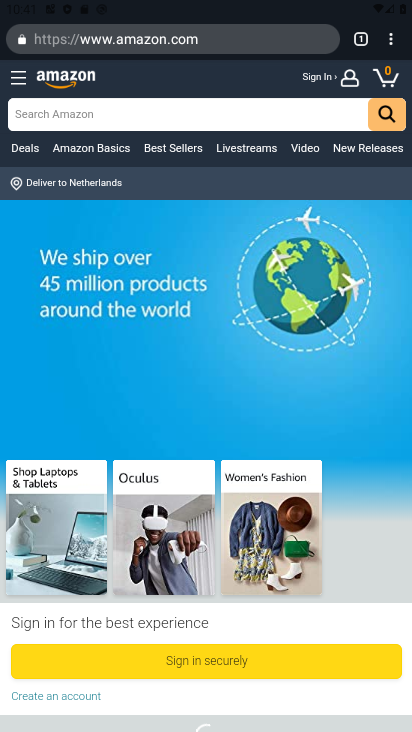 10:41
https://www.amazon.com
1
amazon
Sign In ›
0
Search Amazon
Deals Amazon Basics Best Sellers Livestreams Video New Releases
Deliver to Netherlands
We ship over
45 million products
around the world
Shop Laptops
& Tablets
Oculus
Women's Fashion
Sign in for the best experience
Sign in securely
Create an account